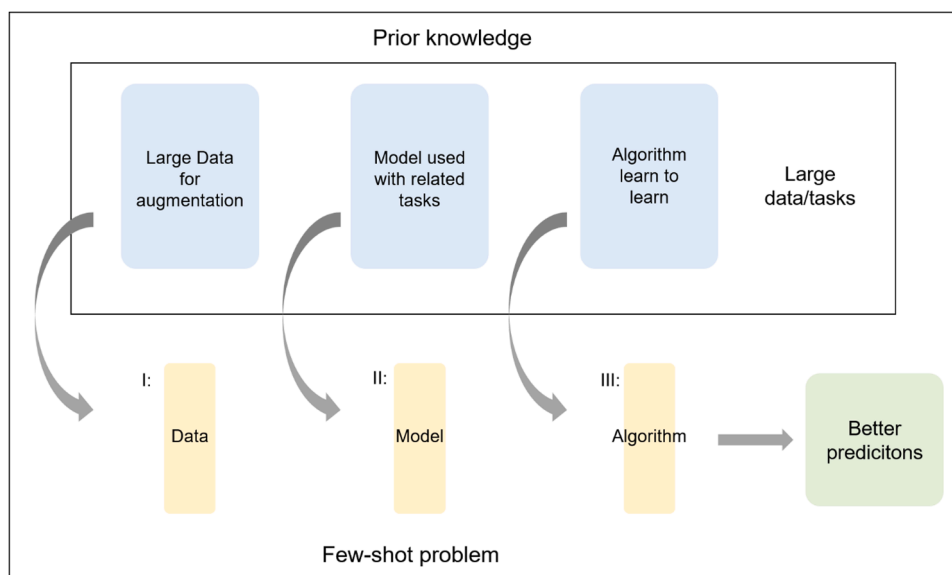 Prior knowledge
Large Data
for
augmentation
Model used
with related
tasks
Algorithm
learn to
learn
Large
data/tasks
I:
Data
II:
Model
III:
Algorithm
Better
predicitons
Few-shot problem